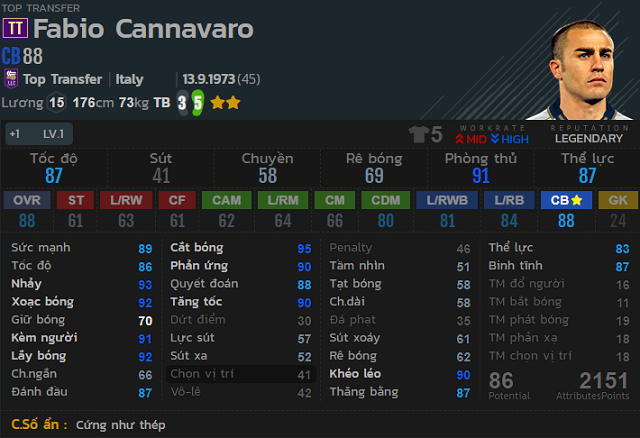 TOP TRANSFER
TT Fabio Cannavaro
CB88
Top Transfer Italy 13.9.1973 (45)
Lương 15 176cm 73kg TB 3 5
+1 LV.1
5 WORKRATE MID HIGH REPUTATION LEGENDARY
Tốc độ Sút Chuyền Rê bóng Phòng thủ Thể lực
87 41 58 69 91 87
OVR ST L/RW CF CAM L/RM CM CDM L/RWB L/RB CB GK
88 61 63 61 62 64 66 80 81 84 88 24
Sức mạnh 89 Cắt bóng 95 Penalty 46 Thể lực 83
Tốc độ 86 Phản ứng 90 Tầm nhìn 51 Bình tĩnh 87
Nhảy 93 Quyết đoán 88 Tạt bóng 58 TM đổ người 16
Xoạc bóng 92 Tăng tốc 90 Ch.dài 58 TM bắt bóng 11
Giữ bóng 70 Dứt điểm 30 Đá phạt 35 TM phát bóng 19
Kèm người 91 Lực sút 57 Sút xoáy 61 TM phản xạ 18
Lấy bóng 92 Sút xa 52 Rê bóng 62 TM chọn vị trí 18
Ch.ngắn 66 Chọn vị trí 41 Khéo léo 90
Đánh đầu 87 Vô-lê 42 Thăng bằng 87
86 2151
Potential AttributesPoints
C.Số ẩn : Cứng như thép